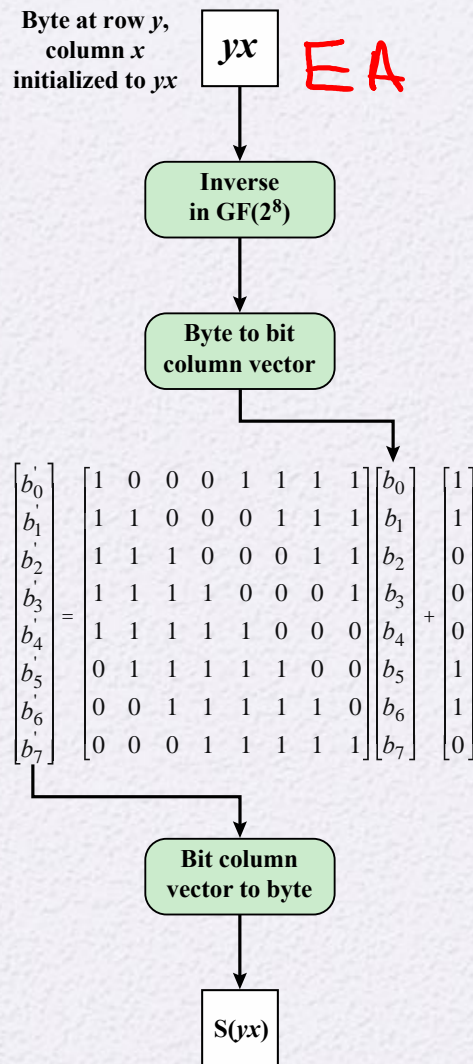 Byte at row y,
column x
initialized to yx
yx
EA
Inverse
in GF(2⁸)
Byte to bit
column vector
b'₀ 1 0 0 0 1 1 1 1 b₀ 1
b'₁ 1 1 0 0 0 1 1 1 b₁ 1
b'₂ 1 1 1 0 0 0 1 1 b₂ 0
b'₃ 1 1 1 1 0 0 0 1 b₃ 0
b'₄ = 1 1 1 1 1 0 0 0 b₄ + 0
b'₅ 0 1 1 1 1 1 0 0 b₅ 1
b'₆ 0 0 1 1 1 1 1 0 b₆ 1
b'₇ 0 0 0 1 1 1 1 1 b₇ 0
Bit column
vector to byte
S(yx)